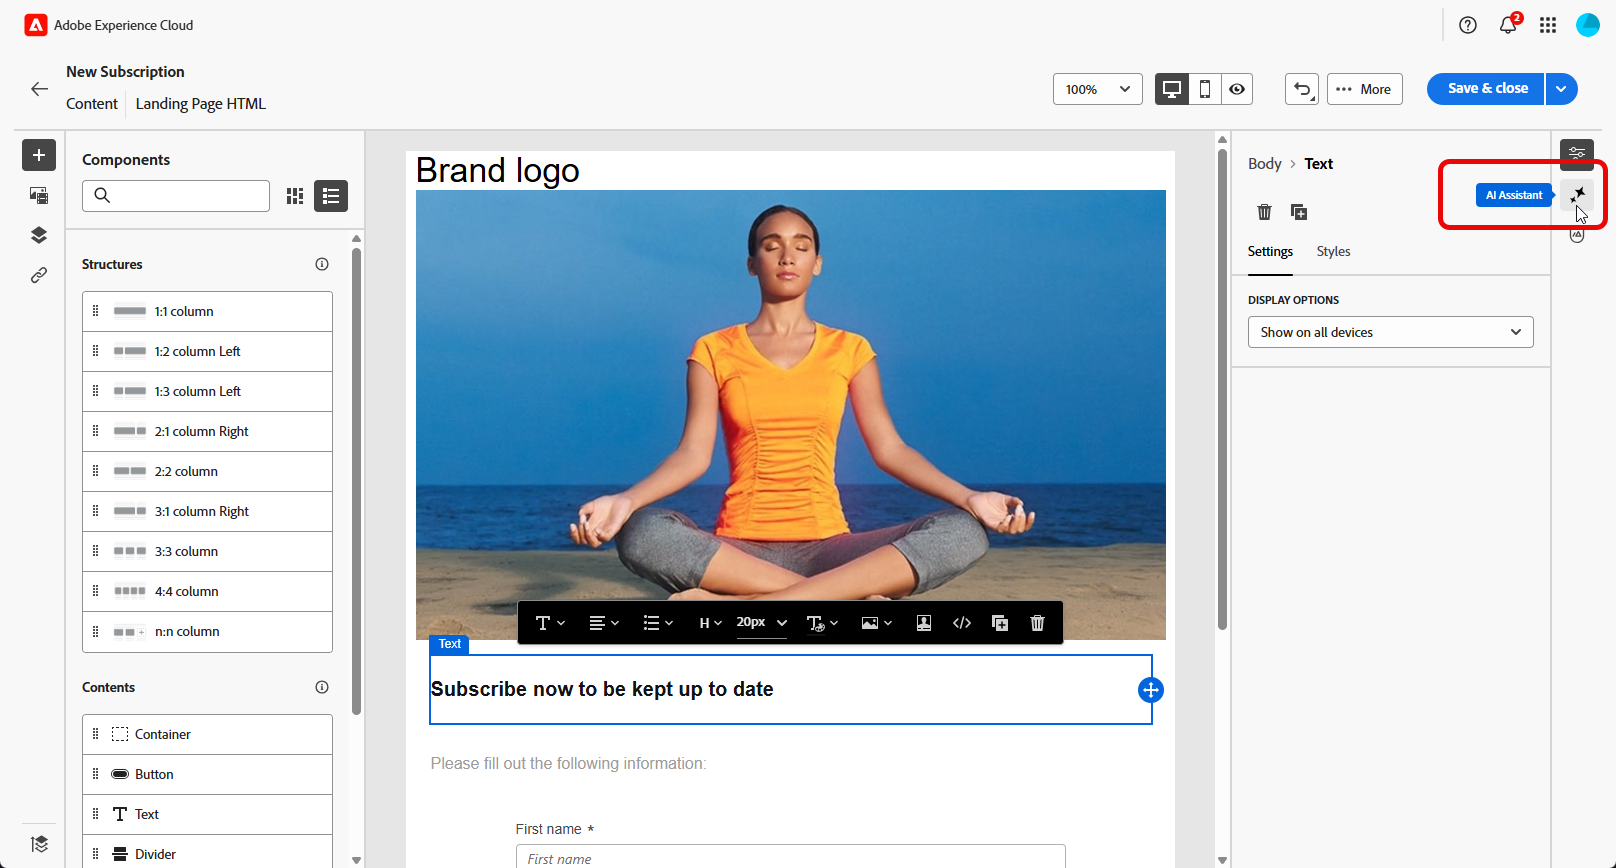 Adobe Experience Cloud
2
New Subscription
Content
Landing Page HTML
100%
More
Save & close
Components
Structures
1:1 column
1:2 column Left
1:3 column Left
2:1 column Right
2:2 column
3:1 column Right
3:3 column
4:4 column
n:n column
Contents
Container
Button
Text
Divider
Brand logo
H
20px
Text
Subscribe now to be kept up to date
Please fill out the following information:
First name *
First name
Body > Text
AI Assistant
Settings
Styles
DISPLAY OPTIONS
Show on all devices